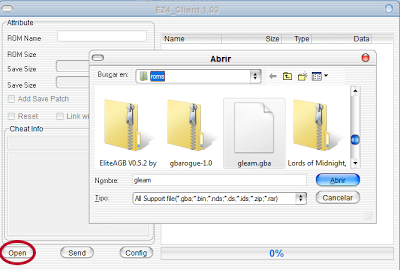 EZ4_Client 1.02
Attribute
ROM Name
ROM Size
Save Size
Save Size
Add Save Patch
Reset
Link wi
Cheat Info
Name
Size
Type
Data
Abrir
Buscar en:
roms
EliteAGB V0.5.2 by
gbarogue-1.0
gleam.gba
Lords of Midnight,
Nombre:
gleam
Abrir
Tipo:
All Support file(*.gba;*.bin;*.nds;*.ds;*.ids;*.zip;*.rar)
Cancelar
Open
Send
Config
0%